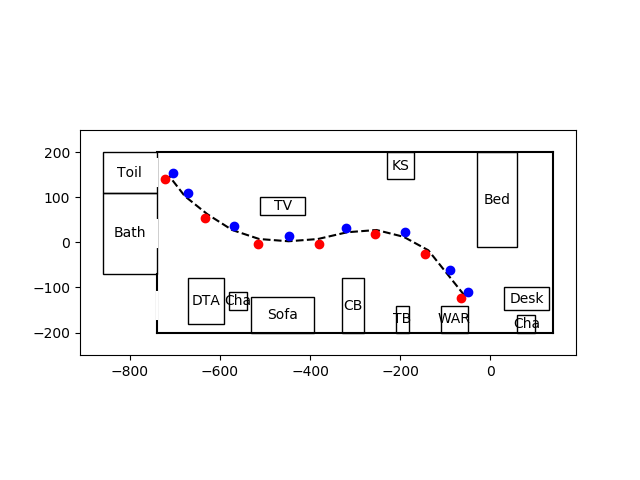 200
100
0
−100
−200
Toil
Bath
TV
KS
Bed
DTA
Cha
Sofa
CB
TB
WAR
Desk
Cha
−800
−600
−400
−200
0